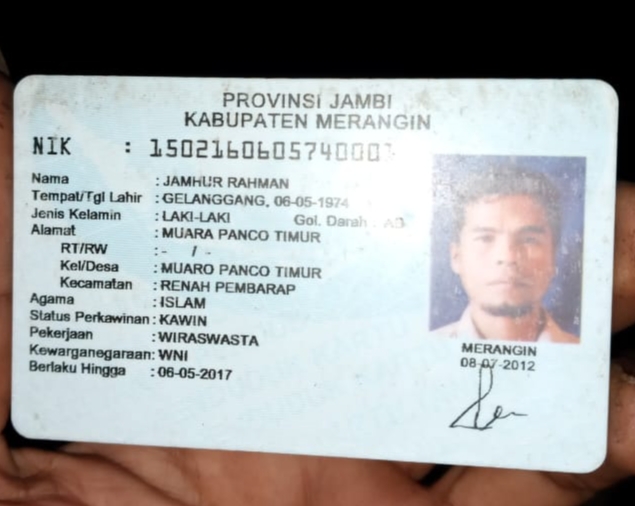 PROVINSI JAMBI
KABUPATEN MERANGIN
NIK :
Nama : JAMHUR RAHMAN
Tempat/Tgl Lahir : GELANGGANG, 06-05-1974
Jenis Kelamin : LAKI-LAKI Gol. Darah : AB
Alamat : MUARA PANCO TIMUR
RT/RW : - / -
Kel/Desa : MUARO PANCO TIMUR
Kecamatan : RENAH PEMBARAP
Agama : ISLAM
Status Perkawinan : KAWIN
Pekerjaan : WIRASWASTA
Kewarganegaraan : WNI
Berlaku Hingga : 06-05-2017
MERANGIN
08-07-2012